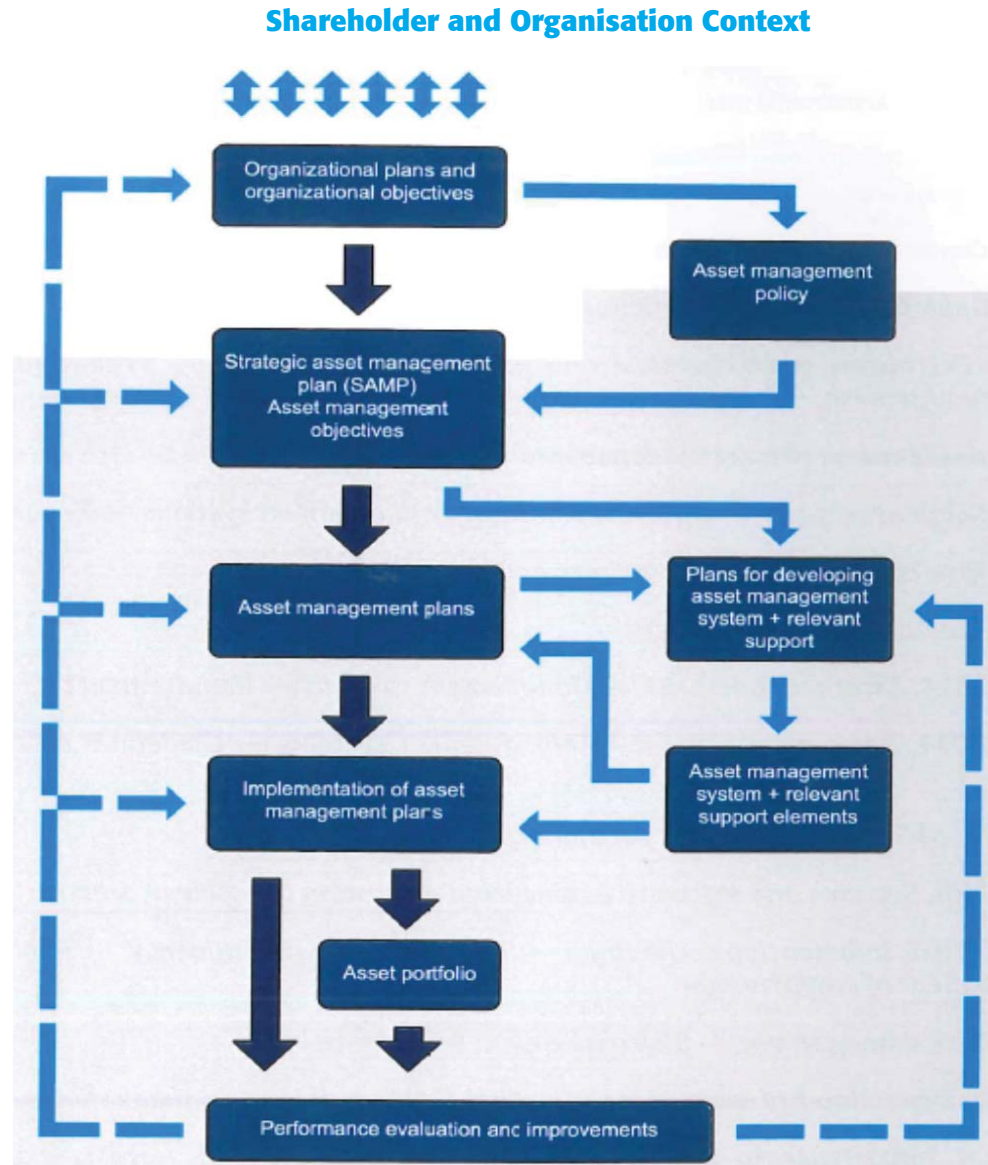 Shareholder and Organisation Context
Organizational plans and
organizational objectives
Asset management
policy
Strategic asset management
plan (SAMP)
Asset management
objectives
Asset management plans
Plans for developing
asset management
system + relevant
support
Implementation of asset
management plans
Asset management
system + relevant
support elements
Asset portfolio
Performance evaluation and improvements